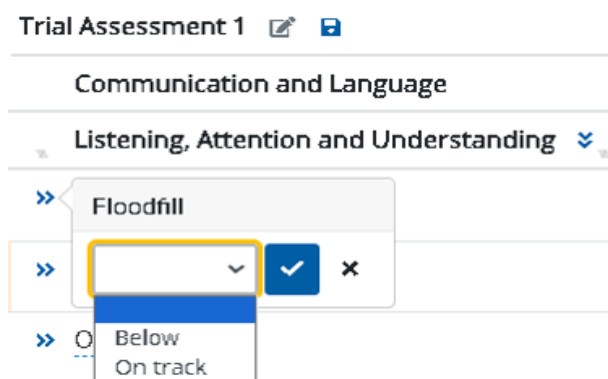 Trial Assessment 1
Communication and Language
Listening, Attention and Understanding
Floodfill
Below
O
On track